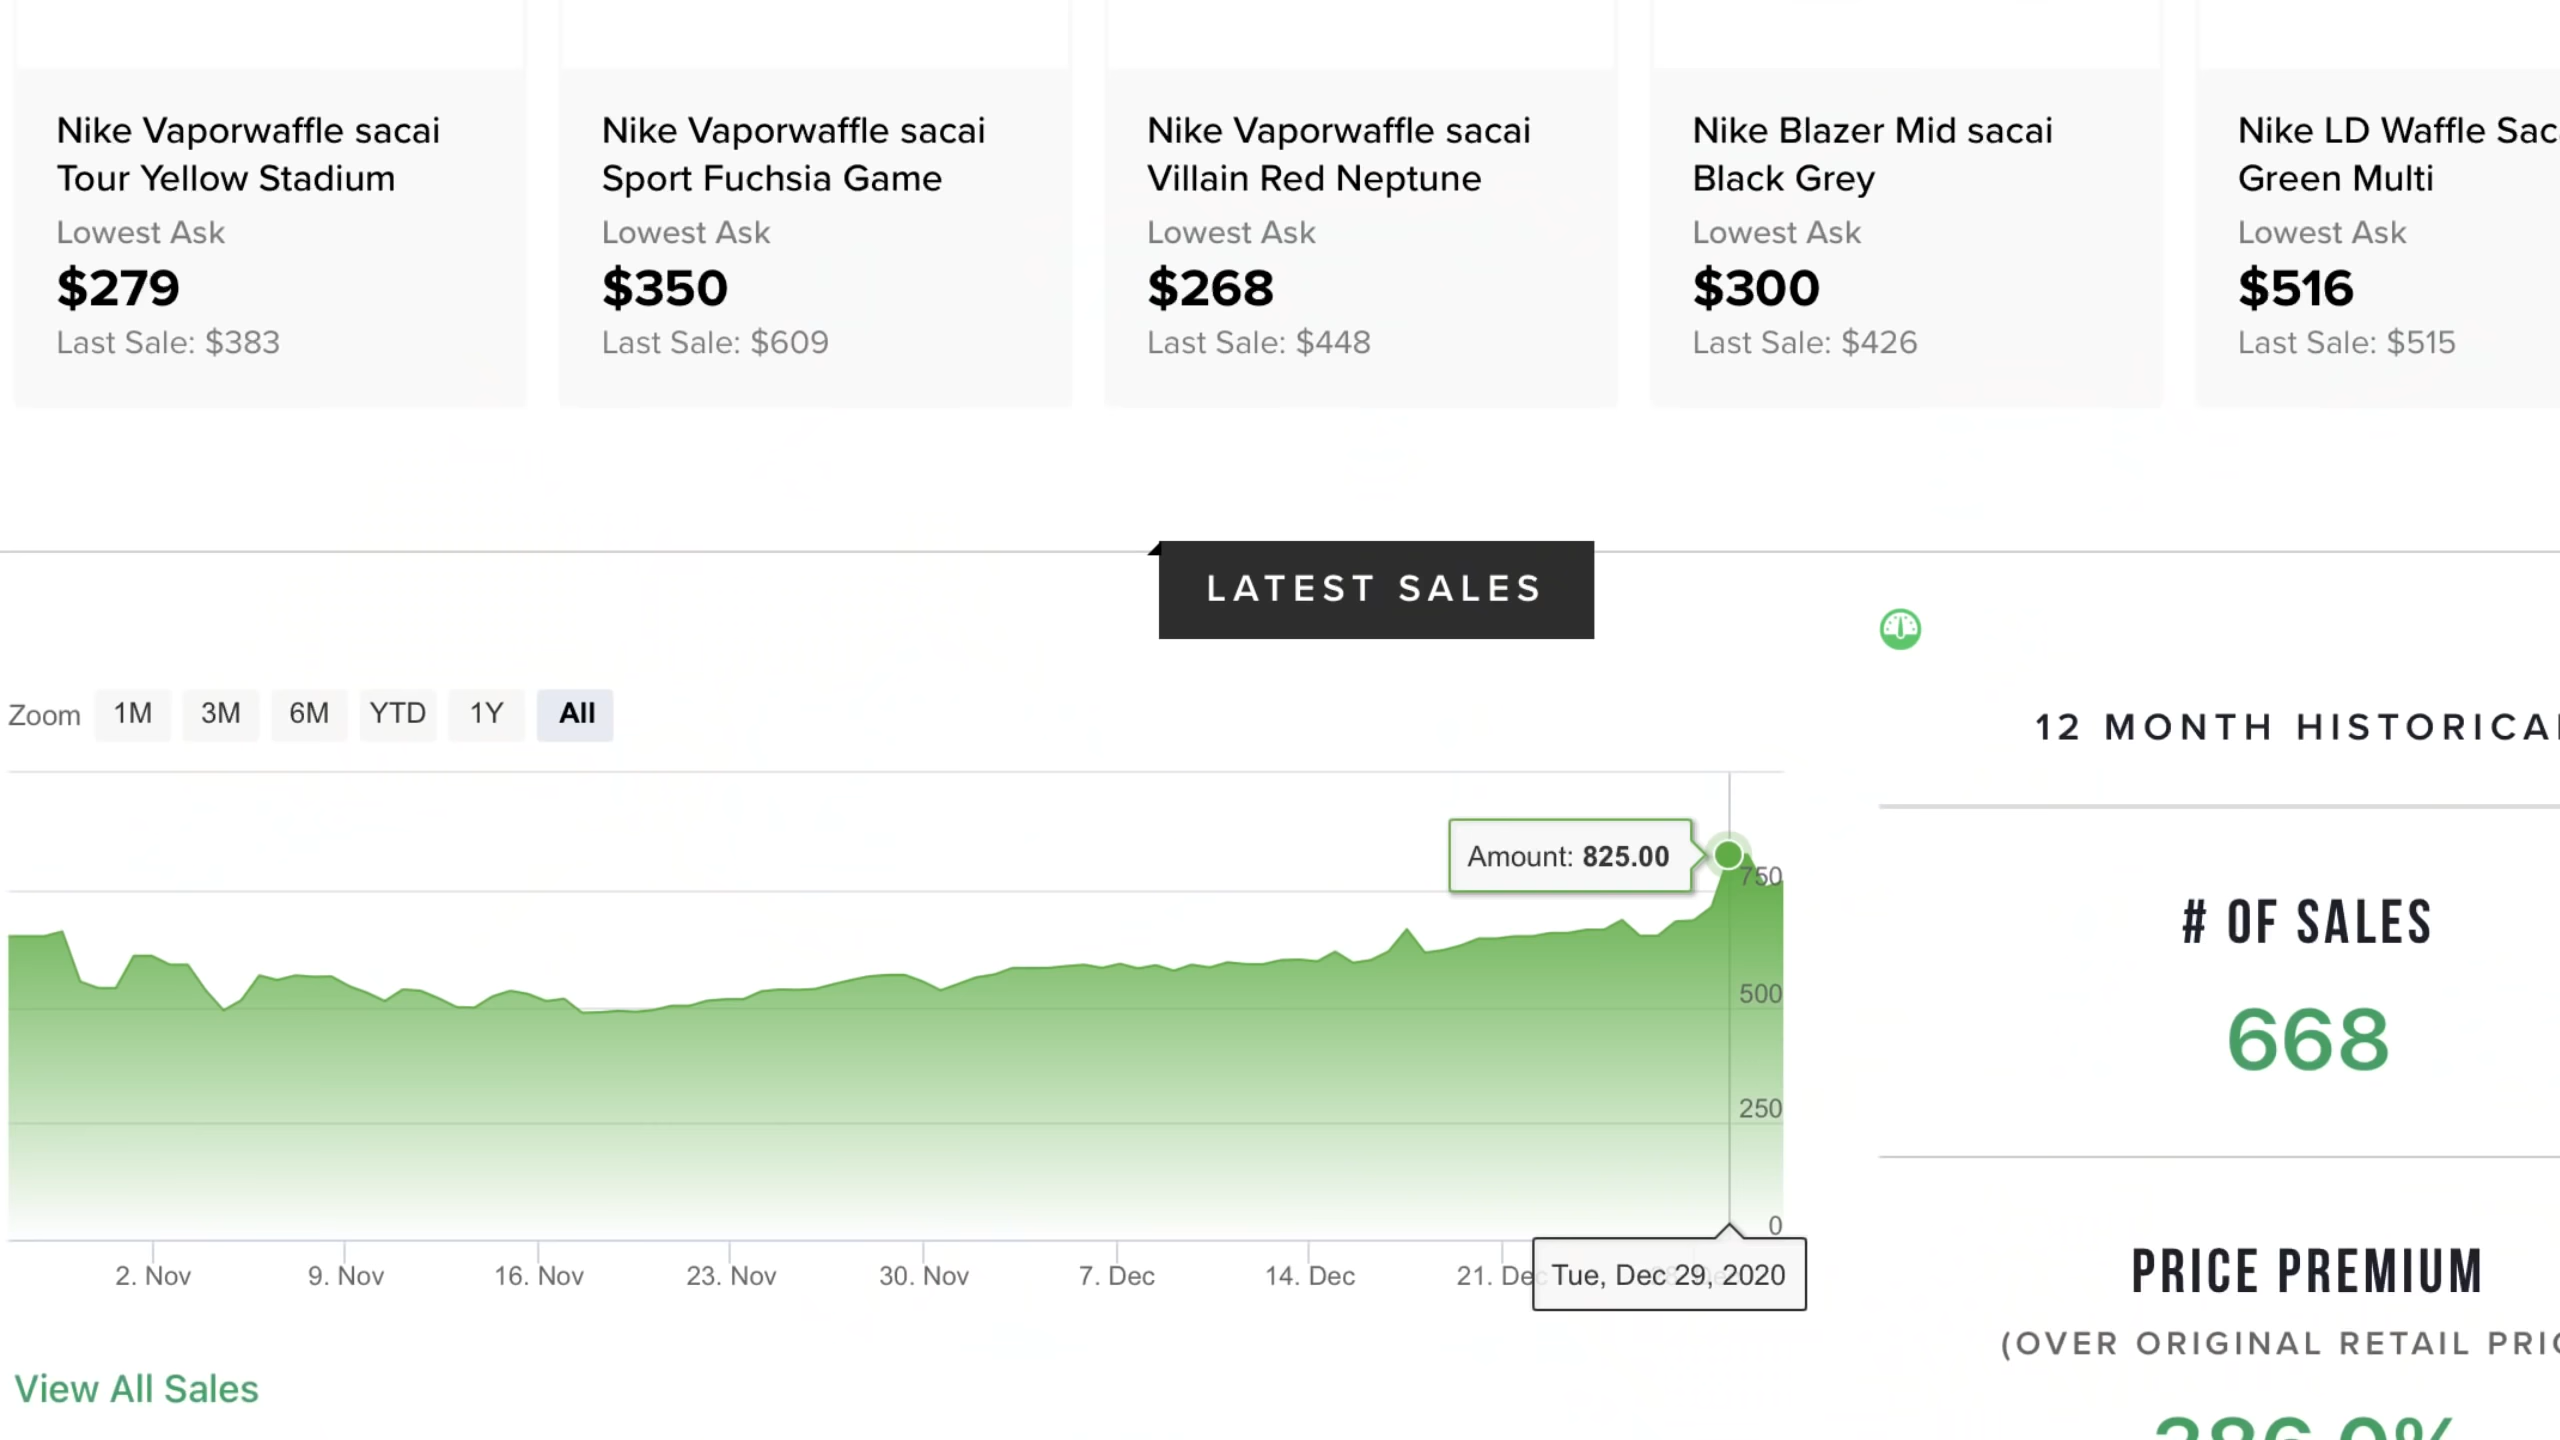 Nike Vaporwaffle sacai
Tour Yellow Stadium
Lowest Ask
$279
Last Sale: $383
Nike Vaporwaffle sacai
Sport Fuchsia Game
Lowest Ask
$350
Last Sale: $609
Nike Vaporwaffle sacai
Villain Red Neptune
Lowest Ask
$268
Last Sale: $448
Nike Blazer Mid sacai
Black Grey
Lowest Ask
$300
Last Sale: $426
Nike LD Waffle Sac
Green Multi
Lowest Ask
$516
Last Sale: $515
LATEST SALES
Zoom 1M 3M 6M YTD 1Y All
Amount: 825.00
750
500
250
0
2. Nov 9. Nov 16. Nov 23. Nov 30. Nov 7. Dec 14. Dec 21. Dec
Tue, Dec 29, 2020
View All Sales
12 MONTH HISTORICA
# OF SALES
668
PRICE PREMIUM
(OVER ORIGINAL RETAIL PRIC